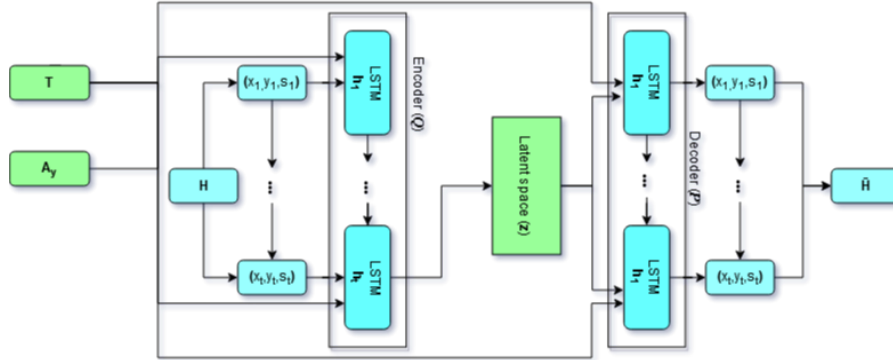 T
A_y
H
(x₁,y₁,s₁)
...
(xₜ,yₜ,sₜ)
LSTM
h₁
...
LSTM
hₜ
Encoder (Q)
Latent space (z)
LSTM
h₁
...
LSTM
h₁
Decoder (P)
(x₁,y₁,s₁)
...
(xₜ,yₜ,sₜ)
Ĥ